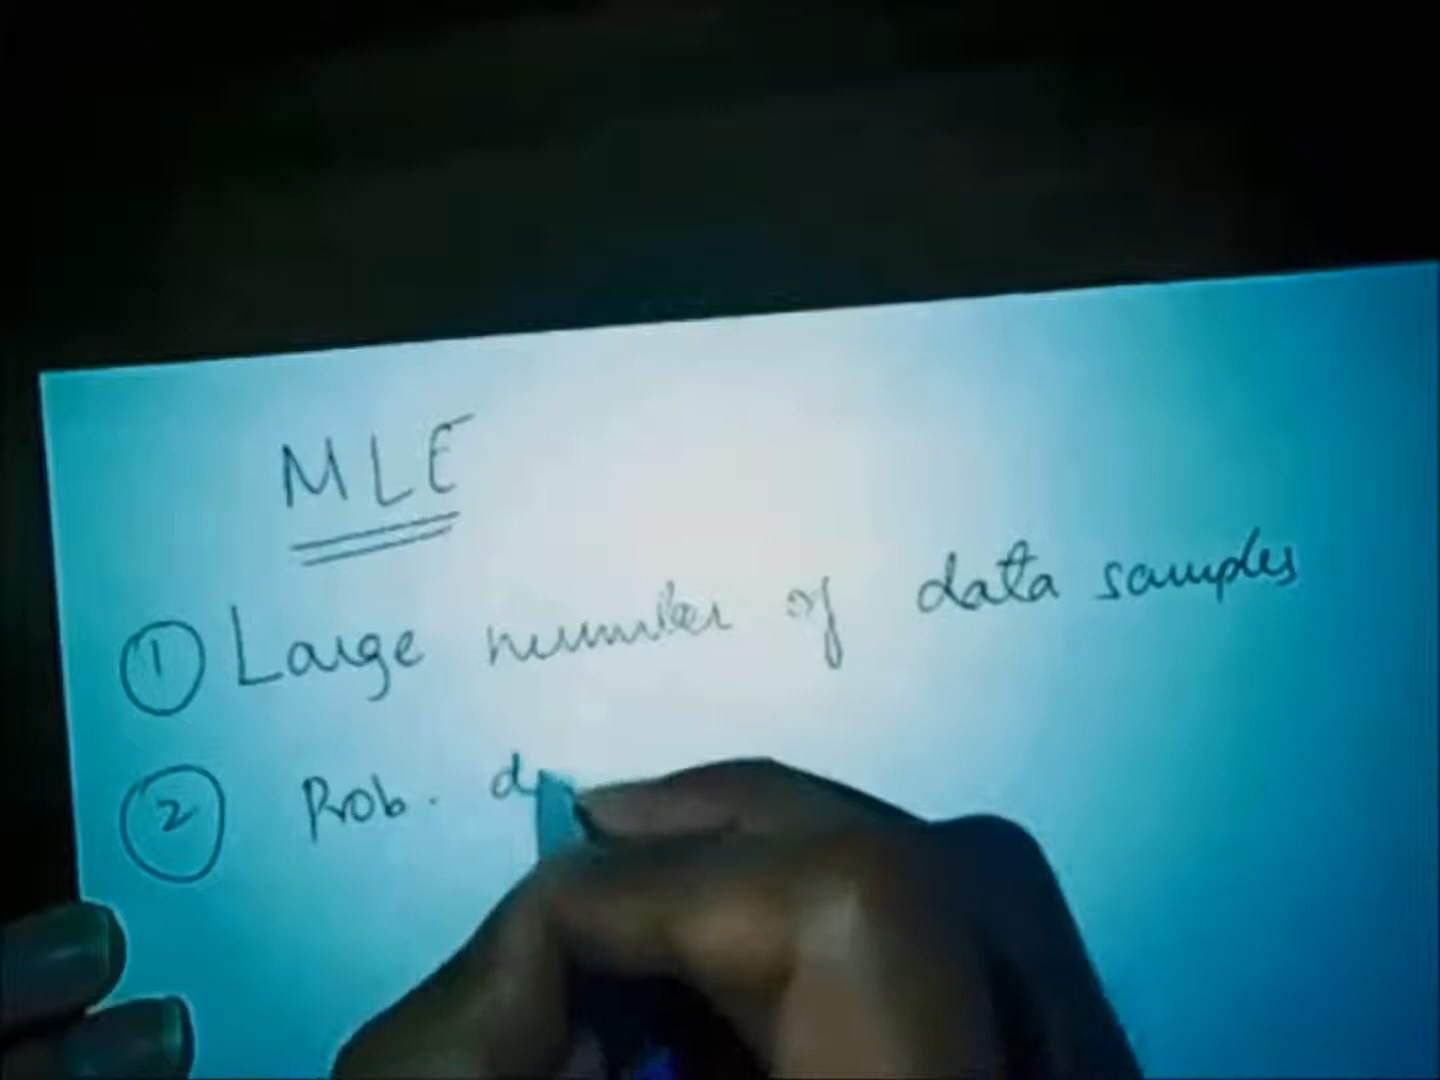 MLE
① Large number of data samples
② Prob. d